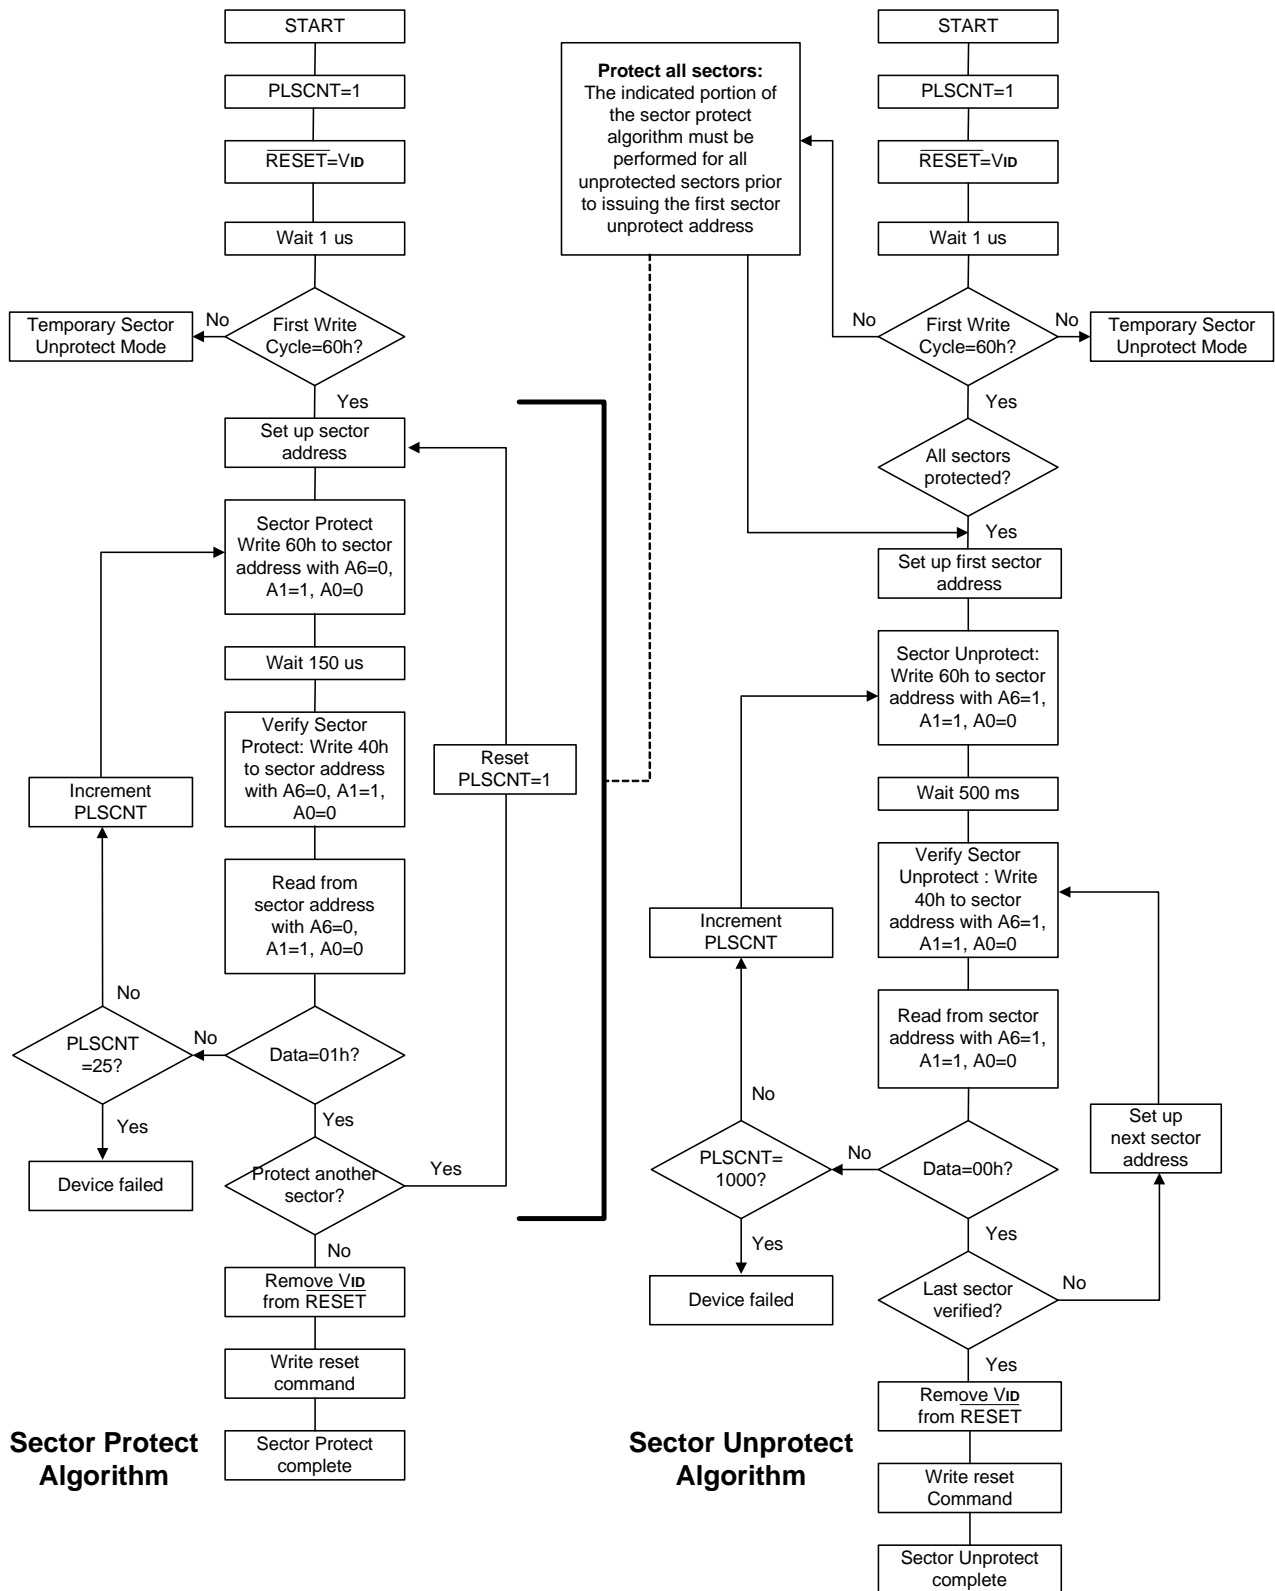 START
PLSCNT=1
RESET=VID
Wait 1 us
First Write
Cycle=60h?
No
Temporary Sector
Unprotect Mode
Yes
Set up sector
address
Sector Protect
Write 60h to sector
address with A6=0,
A1=1, A0=0
Wait 150 us
Verify Sector
Protect: Write 40h
to sector address
with A6=0, A1=1,
A0=0
Reset
PLSCNT=1
Increment
PLSCNT
Read from
sector address
with A6=0,
A1=1, A0=0
No
PLSCNT
=25?
No
Data=01h?
Yes
Device failed
Yes
Protect another
sector?
Yes
No
Remove VID
from RESET
Write reset
command
Sector Protect
complete
Sector Protect
Algorithm
Protect all sectors:
The indicated portion of
the sector protect
algorithm must be
performed for all
unprotected sectors prior
to issuing the first sector
unprotect address
START
PLSCNT=1
RESET=VID
Wait 1 us
No
First Write
Cycle=60h?
No
Temporary Sector
Unprotect Mode
Yes
All sectors
protected?
Yes
Set up first sector
address
Sector Unprotect:
Write 60h to sector
address with A6=1,
A1=1, A0=0
Wait 500 ms
Verify Sector
Unprotect : Write
40h to sector
address with A6=1,
A1=1, A0=0
Increment
PLSCNT
Read from sector
address with A6=1,
A1=1, A0=0
No
Set up
next sector
address
PLSCNT=
1000?
No
Data=00h?
Yes
Device failed
Yes
Last sector
verified?
No
Yes
Remove VID
from RESET
Write reset
Command
Sector Unprotect
complete
Sector Unprotect
Algorithm